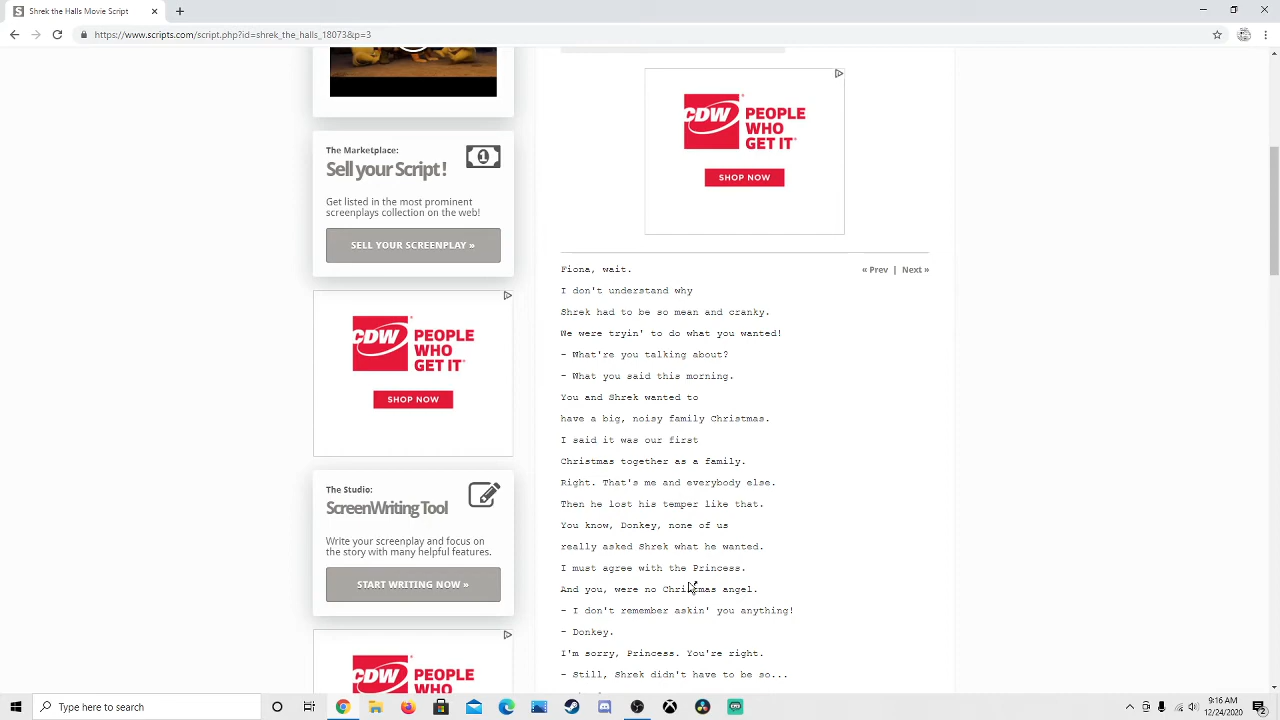 Shrek the Halls Movie Script
https://www.scripts.com/script.php?id=shrek_the_halls_18073&p=3
The Marketplace:
Sell your Script !
Get listed in the most prominent
screenplays collection on the web!
SELL YOUR SCREENPLAY »
CDW
PEOPLE
WHO
GET IT
SHOP NOW
The Studio:
ScreenWriting Tool
Write your screenplay and focus on
the story with many helpful features.
START WRITING NOW »
CDW
PEOPLE
WHO
CDW
PEOPLE
WHO
GET IT
SHOP NOW
« Prev | Next »
Fiona, wait.
I don't understand why
Shrek had to be so mean and cranky.
We were tryin' to do what you wanted!
- What're you talking about?
- What you said this morning.
You and Shrek wanted to
have a big, noisy family Christmas.
I said it was our first
Christmas together as a family.
Right. That's me and everybody else.
Then he lost his temper like that.
You know, Donkey, none of us
really asked Shrek what he wanted.
I must agree with the Princess.
And you, were no Christmas angel.
- I don't remember askin' you anything!
- Donkey.
I'm sorry, Princess. You're right.
- Still, Shrek didn't have to be so...
Type here to search
9:16 AM
12/24/2020